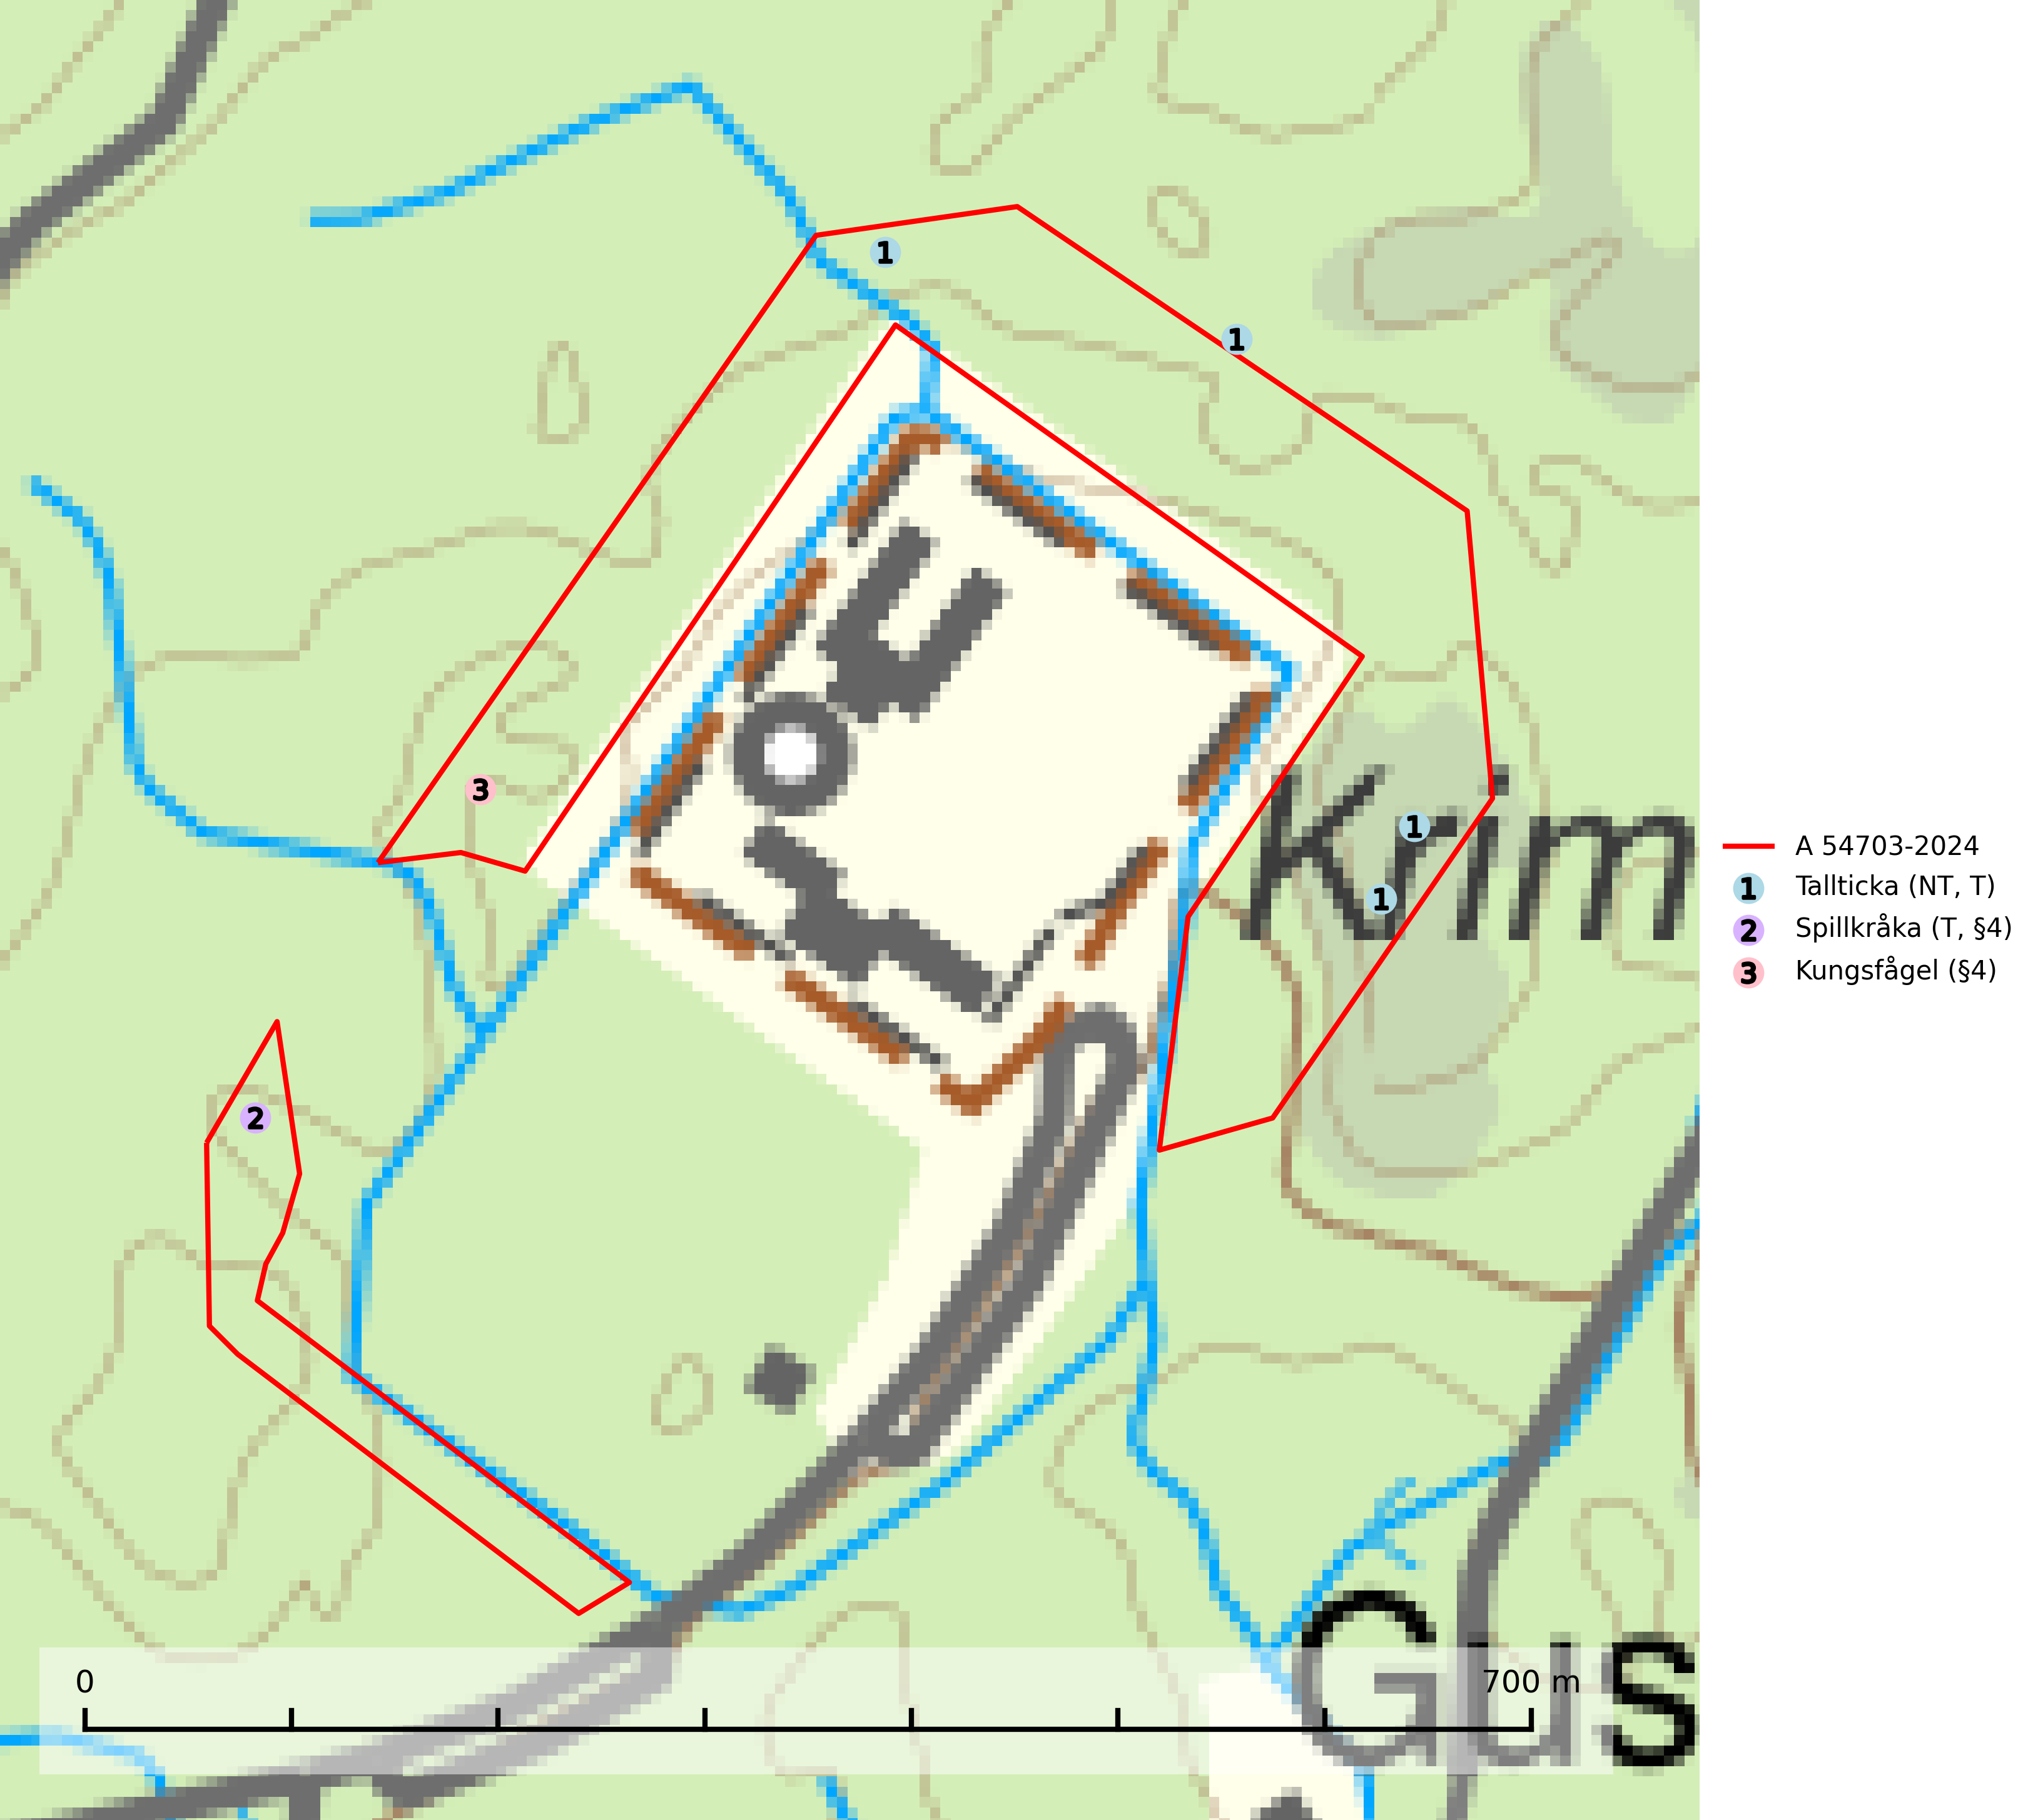 1
1
3
Krim
1
1
2
Gus
0
700 m
A 54703-2024
1 Tallticka (NT, T)
2 Spillkråka (T, §4)
3 Kungsfågel (§4)